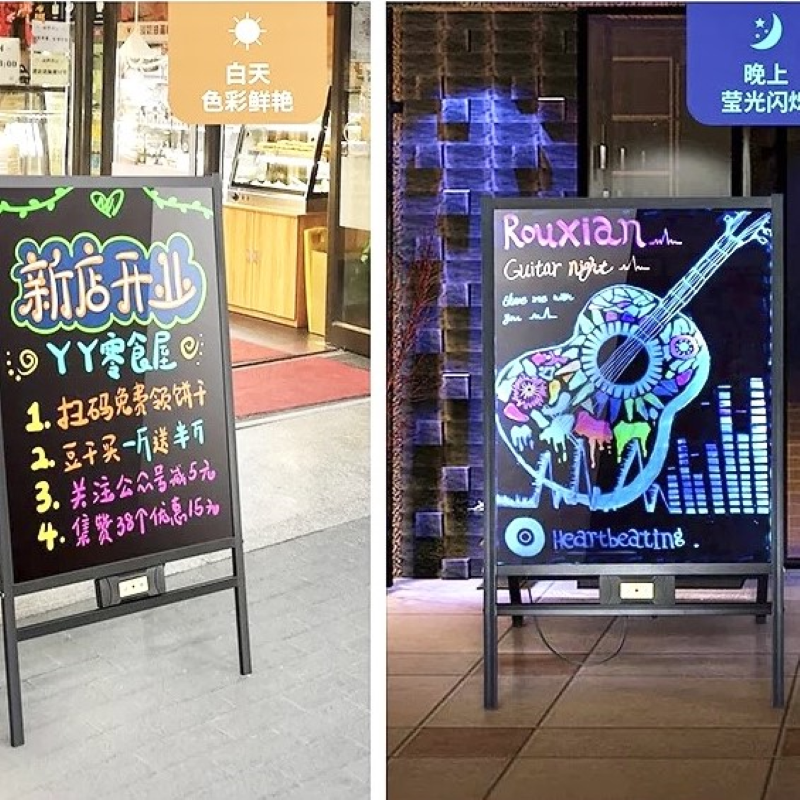 白天
色彩鲜艳
新店开业
YY零食屋
1. 扫码免费领饼干
2. 豆干买一斤送半斤
3. 关注公众号减5元
4. 集赞38个优惠15元
晚上
莹光闪烁
Rouxian
Guitar night
you
Heartbeating.